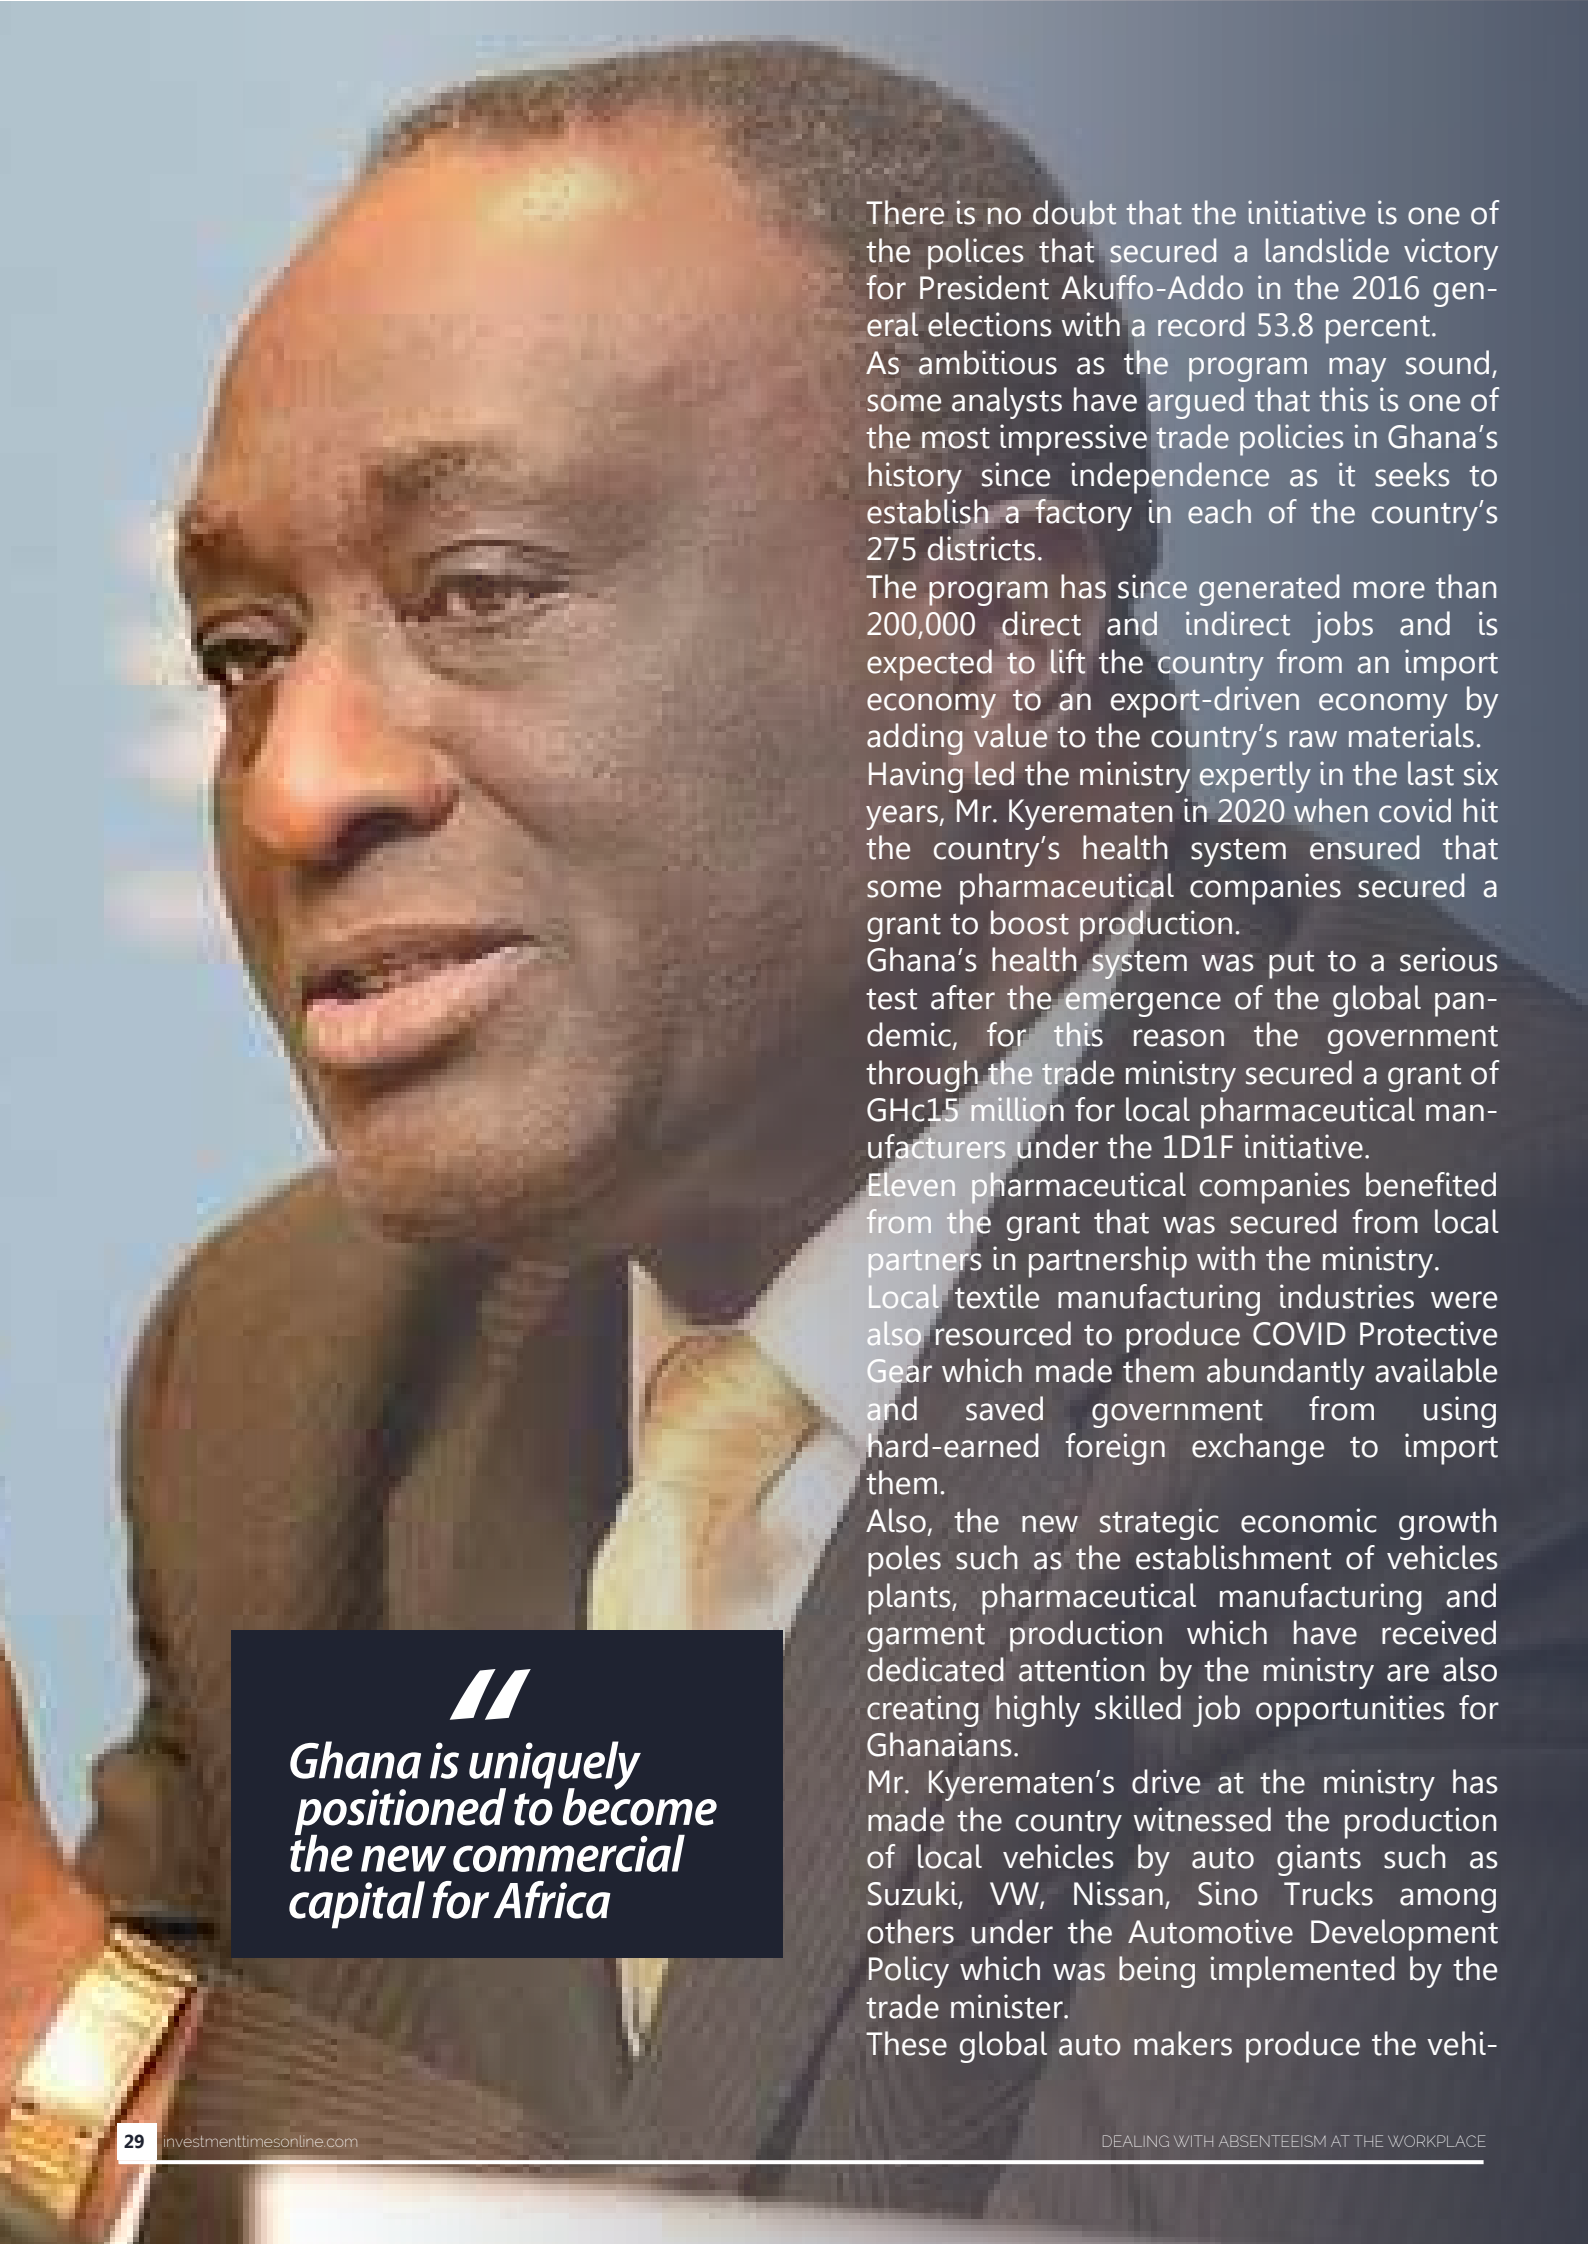 There is no doubt that the initiative is one of
the polices that secured a landslide victory
for President Akuffo-Addo in the 2016 gen-
eral elections with a record 53.8 percent.
As ambitious as the program may sound,
some analysts have argued that this is one of
the most impressive trade policies in Ghana’s
history since independence as it seeks to
establish a factory in each of the country’s
275 districts.
The program has since generated more than
200,000 direct and indirect jobs and is
expected to lift the country from an import
economy to an export-driven economy by
adding value to the country’s raw materials.
Having led the ministry expertly in the last six
years, Mr. Kyerematen in 2020 when covid hit
the country’s health system ensured that
some pharmaceutical companies secured a
grant to boost production.
Ghana’s health system was put to a serious
test after the emergence of the global pan-
demic, for this reason the government
through the trade ministry secured a grant of
GHc15 million for local pharmaceutical man-
ufacturers under the 1D1F initiative.
Eleven pharmaceutical companies benefited
from the grant that was secured from local
partners in partnership with the ministry.
Local textile manufacturing industries were
also resourced to produce COVID Protective
Gear which made them abundantly available
and saved government from using
hard-earned foreign exchange to import
them.
Also, the new strategic economic growth
poles such as the establishment of vehicles
plants, pharmaceutical manufacturing and
garment production which have received
dedicated attention by the ministry are also
creating highly skilled job opportunities for
Ghanaians.
Mr. Kyerematen’s drive at the ministry has
made the country witnessed the production
of local vehicles by auto giants such as
Suzuki, VW, Nissan, Sino Trucks among
others under the Automotive Development
Policy which was being implemented by the
trade minister.
These global auto makers produce the vehi-
“
Ghana is uniquely
positioned to become
the new commercial
capital for Africa
29 investmenttimesonline.com
DEALING WITH ABSENTEEISM AT THE WORKPLACE